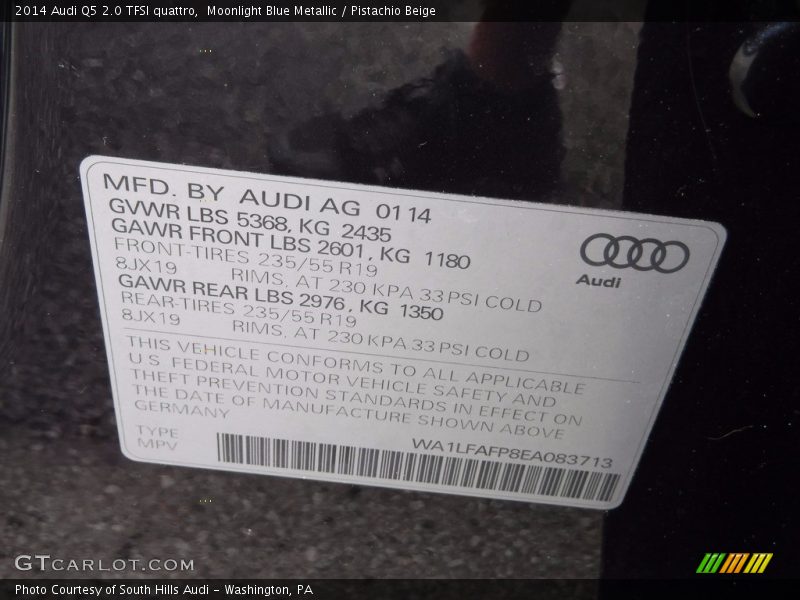 2014 Audi Q5 2.0 TFSI quattro,  Moonlight Blue Metallic / Pistachio Beige
MFD. BY  AUDI AG  0114
GVWR LBS 5368, KG 2435
GAWR FRONT LBS 2601, KG 1180
FRONT-TIRES 235/55 R19
8JX19 RIMS, AT 230 KPA 33 PSI COLD
GAWR REAR LBS 2976, KG 1350
REAR-TIRES 235/55 R19
8JX19 RIMS, AT 230 KPA 33 PSI COLD
Audi
THIS VEHICLE CONFORMS TO ALL APPLICABLE
U.S. FEDERAL MOTOR VEHICLE SAFETY AND
THEFT PREVENTION STANDARDS IN EFFECT ON
THE DATE OF MANUFACTURE SHOWN ABOVE
GERMANY
TYPE
MPV
WA1LFAFP8EA083713
GTCARLOT.COM
Photo Courtesy of South Hills Audi - Washington, PA